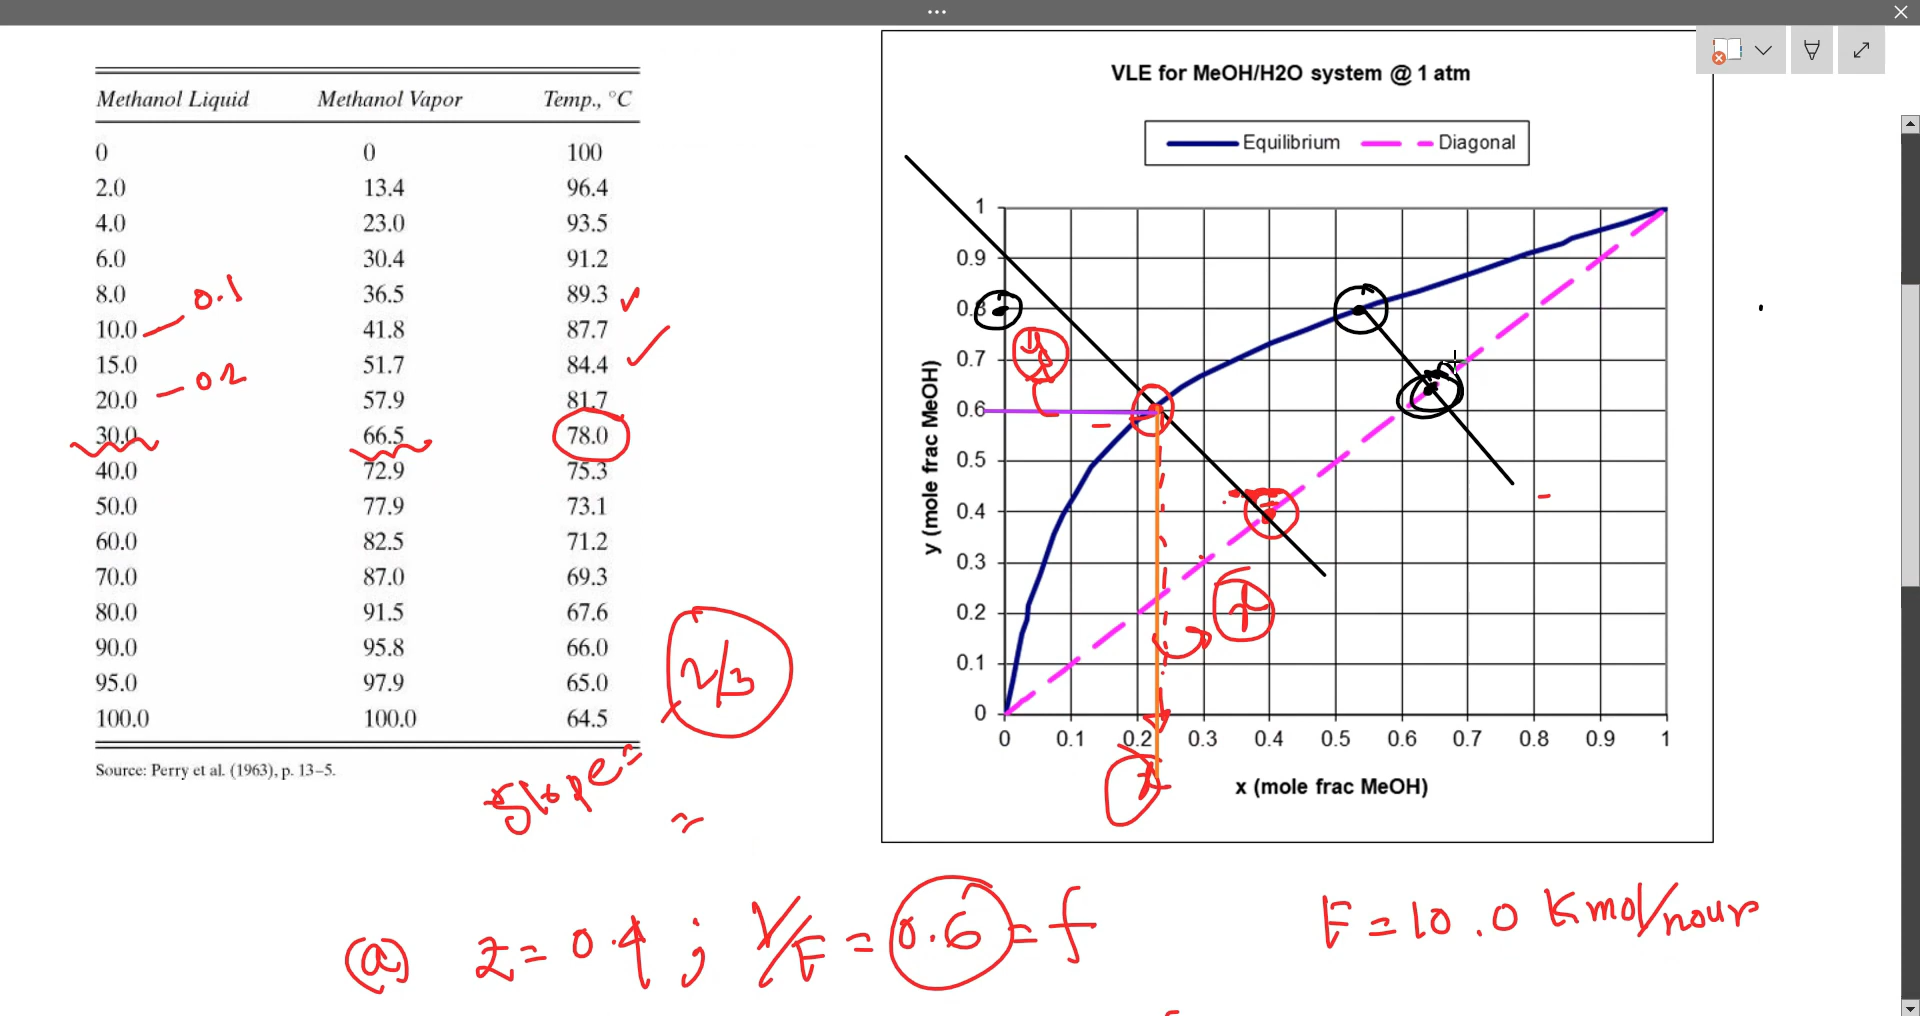 Methanol Liquid Methanol Vapor Temp., °C
0 0 100
2.0 13.4 96.4
4.0 23.0 93.5
6.0 30.4 91.2
8.0 36.5 89.3
10.0 41.8 87.7
15.0 51.7 84.4
20.0 57.9 81.7
30.0 66.5 78.0
40.0 72.9 75.3
50.0 77.9 73.1
60.0 82.5 71.2
70.0 87.0 69.3
80.0 91.5 67.6
90.0 95.8 66.0
95.0 97.9 65.0
100.0 100.0 64.5
Source: Perry et al. (1963), p. 13–5.
0.1
0.2
2/3
slope =
VLE for MeOH/H2O system @ 1 atm
Equilibrium Diagonal
y (mole frac MeOH)
1
0.9
0.8
0.7
0.6
0.5
0.4
0.3
0.2
0.1
0
0 0.1 0.2 0.3 0.4 0.5 0.6 0.7 0.8 0.9 1
x (mole frac MeOH)
(a) z = 0.4 ; V/F = 0.6 = f F = 10.0 Kmol/hour